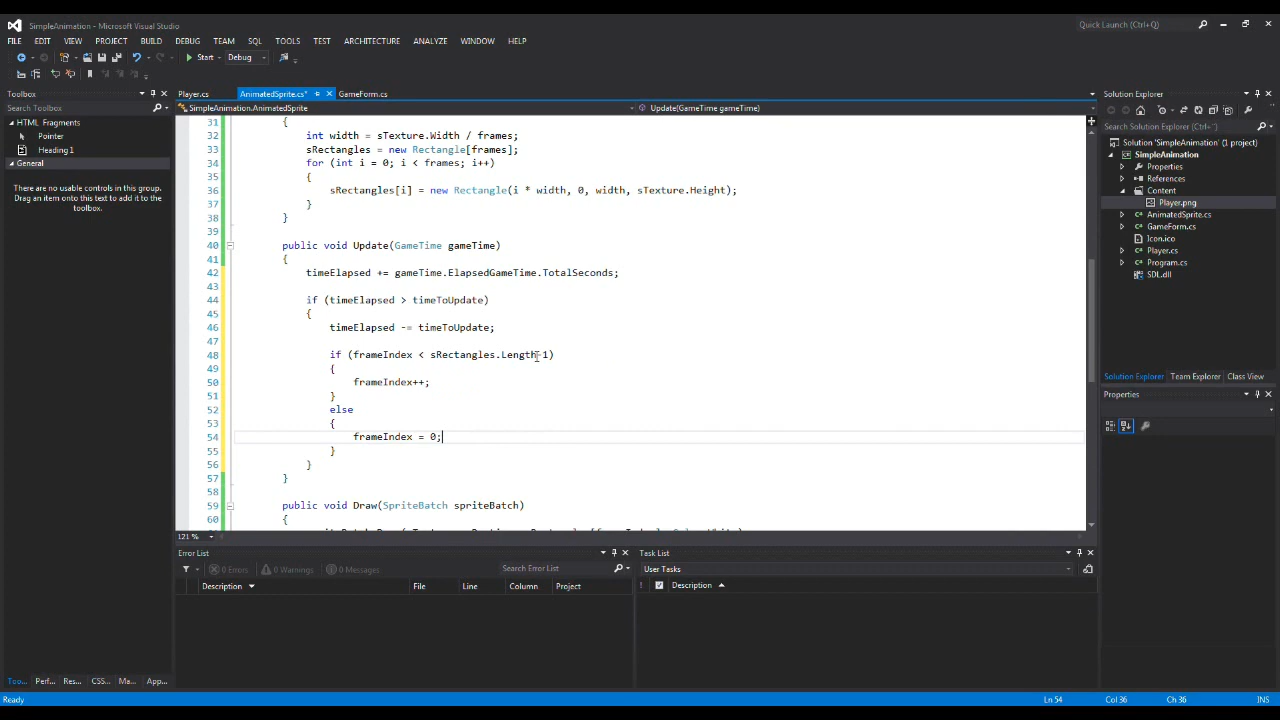 SimpleAnimation - Microsoft Visual Studio
Quick Launch (Ctrl+Q)
FILE EDIT VIEW PROJECT BUILD DEBUG TEAM SQL TOOLS TEST ARCHITECTURE ANALYZE WINDOW HELP
Start Debug
Toolbox
Search Toolbox
HTML Fragments
Pointer
Heading 1
General
There are no usable controls in this group.
Drag an item onto this text to add it to the
toolbox.
Too... Perf... Res... CSS... Ma... App...
Player.cs AnimatedSprite.cs* GameForm.cs
SimpleAnimation.AnimatedSprite Update(GameTime gameTime)
31 {
32 int width = sTexture.Width / frames;
33 sRectangles = new Rectangle[frames];
34 for (int i = 0; i < frames; i++)
35 {
36 sRectangles[i] = new Rectangle(i * width, 0, width, sTexture.Height);
37 }
38 }
39
40 public void Update(GameTime gameTime)
41 {
42 timeElapsed += gameTime.ElapsedGameTime.TotalSeconds;
43
44 if (timeElapsed > timeToUpdate)
45 {
46 timeElapsed -= timeToUpdate;
47
48 if (frameIndex < sRectangles.Length-1)
49 {
50 frameIndex++;
51 }
52 else
53 {
54 frameIndex = 0;
55 }
56 }
57 }
58
59 public void Draw(SpriteBatch spriteBatch)
60 {
121 %
Error List
0 Errors 0 Warnings 0 Messages Search Error List
Description File Line Column Project
Task List
User Tasks
! Description
Solution Explorer
Search Solution Explorer (Ctrl+')
Solution 'SimpleAnimation' (1 project)
SimpleAnimation
Properties
References
Content
Player.png
AnimatedSprite.cs
GameForm.cs
Icon.ico
Player.cs
Program.cs
SDL.dll
Solution Explorer Team Explorer Class View
Properties
Ready Ln 54 Col 36 Ch 36 INS